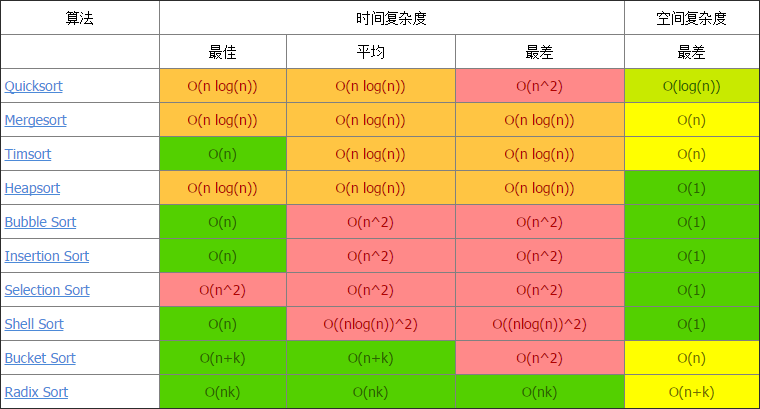 算法 时间复杂度 空间复杂度
最佳 平均 最差 最差
Quicksort O(n log(n)) O(n log(n)) O(n^2) O(log(n))
Mergesort O(n log(n)) O(n log(n)) O(n log(n)) O(n)
Timsort O(n) O(n log(n)) O(n log(n)) O(n)
Heapsort O(n log(n)) O(n log(n)) O(n log(n)) O(1)
Bubble Sort O(n) O(n^2) O(n^2) O(1)
Insertion Sort O(n) O(n^2) O(n^2) O(1)
Selection Sort O(n^2) O(n^2) O(n^2) O(1)
Shell Sort O(n) O((nlog(n))^2) O((nlog(n))^2) O(1)
Bucket Sort O(n+k) O(n+k) O(n^2) O(n)
Radix Sort O(nk) O(nk) O(nk) O(n+k)